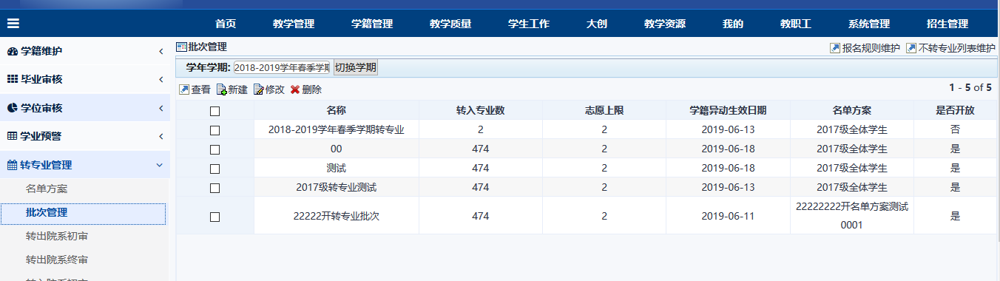 首页 教学管理 学籍管理 教学质量 学生工作 大创 教学资源 我的 教职工 系统管理 招生管理
学籍维护
毕业审核
学位审核
学业预警
转专业管理
名单方案
批次管理
转出院系初审
转出院系终审
批次管理 报名规则维护 不转专业列表维护
学年学期: 2018-2019学年春季学期 切换学期
查看 新建 修改 删除 1 - 5 of 5
名称 转入专业数 志愿上限 学籍异动生效日期 名单方案 是否开放
2018-2019学年春季学期转专业 2 2 2019-06-13 2017级全体学生 否
00 474 2 2019-06-18 2017级全体学生 是
测试 474 2 2019-06-18 2017级全体学生 是
2017级转专业测试 474 2 2019-06-13 2017级全体学生 是
22222开转专业批次 474 2 2019-06-11 22222222开名单方案测试 是
0001